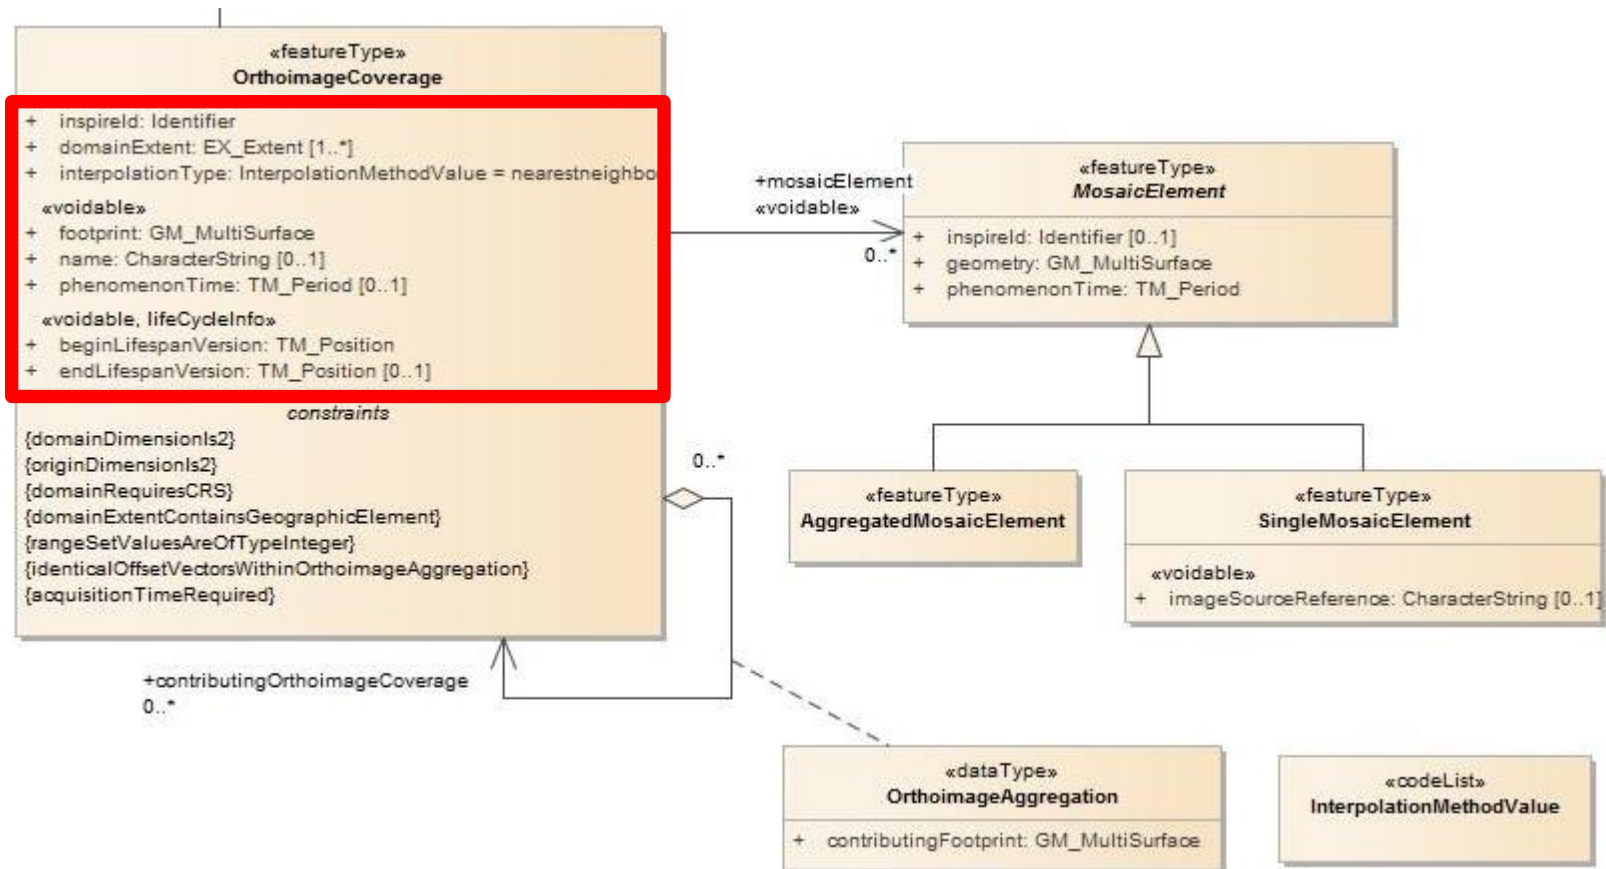 «featureType»
OrthoimageCoverage
+ inspireId: Identifier
+ domainExtent: EX_Extent [1..*]
+ interpolationType: InterpolationMethodValue = nearestneighbo
«voidable»
+ footprint: GM_MultiSurface
+ name: CharacterString [0..1]
+ phenomenonTime: TM_Period [0..1]
«voidable, lifeCycleInfo»
+ beginLifespanVersion: TM_Position
+ endLifespanVersion: TM_Position [0..1]
constraints
{domainDimensionIs2}
{originDimensionIs2}
{domainRequiresCRS}
{domainExtentContainsGeographicElement}
{rangeSetValuesAreOfTypeInteger}
{identicalOffsetVectorsWithinOrthoimageAggregation}
{acquisitionTimeRequired}
+mosaicElement
«voidable»
0..*
«featureType»
MosaicElement
+ inspireId: Identifier [0..1]
+ geometry: GM_MultiSurface
+ phenomenonTime: TM_Period
0..*
«featureType»
AggregatedMosaicElement
«featureType»
SingleMosaicElement
«voidable»
+ imageSourceReference: CharacterString [0..1]
+contributingOrthoimageCoverage
0..*
«dataType»
OrthoimageAggregation
+ contributingFootprint: GM_MultiSurface
«codeList»
InterpolationMethodValue